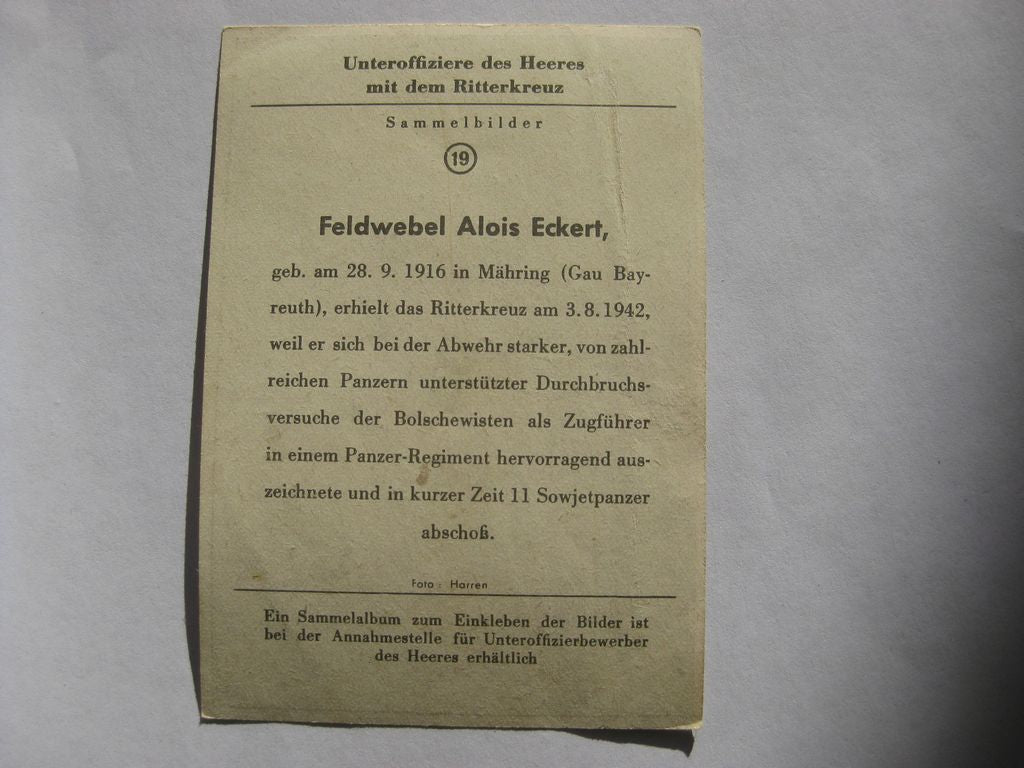 Unteroffiziere des Heeres
mit dem Ritterkreuz
Sammelbilder
19
Feldwebel Alois Eckert,
geb. am 28. 9. 1916 in Mähring (Gau Bay-
reuth), erhielt das Ritterkreuz am 3. 8. 1942,
weil er sich bei der Abwehr starker, von zahl-
reichen Panzern unterstützter Durchbruchs-
versuche der Bolschewisten als Zugführer
in einem Panzer-Regiment hervorragend aus-
zeichnete und in kurzer Zeit 11 Sowjetpanzer
abschoß.
Foto: Harren
Ein Sammelalbum zum Einkleben der Bilder ist
bei der Annahmestelle für Unteroffizierbewerber
des Heeres erhältlich